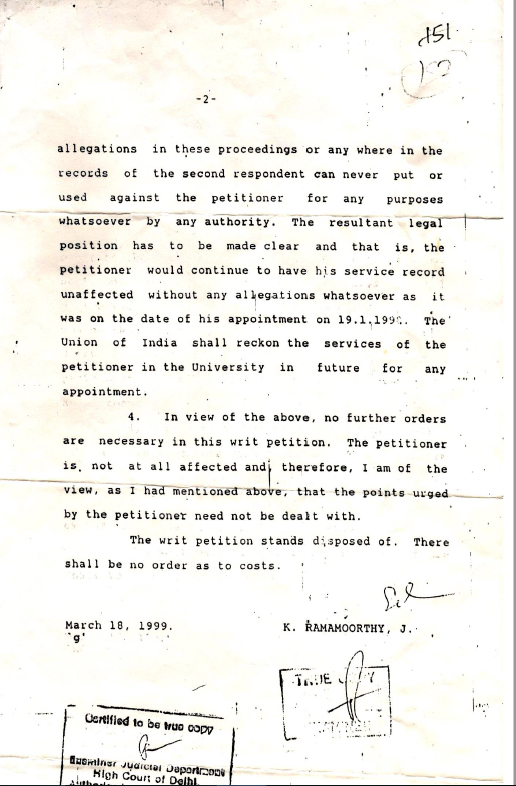 151
-2-
allegations in these proceedings or any where in the
records of the second respondent can never put or
used against the petitioner for any purposes
whatsoever by any authority. The resultant legal
position has to be made clear and that is, the
petitioner would continue to have his service record
unaffected without any allegations whatsoever as it
was on the date of his appointment on 19.1.199 . The
Union of India shall reckon the services of the
petitioner in the University in future for any
appointment.
4. In view of the above, no further orders
are necessary in this writ petition. The petitioner
is, not at all affected and therefore, I am of the
view, as I had mentioned above, that the points urged
by the petitioner need not be dealt with.
The writ petition stands disposed of. There
shall be no order as to costs.
March 18, 1999. K. RAMAMOORTHY, J.
'g'
TRUE
Certified to be true copy
Examiner Judicial Department
High Court of Delhi.